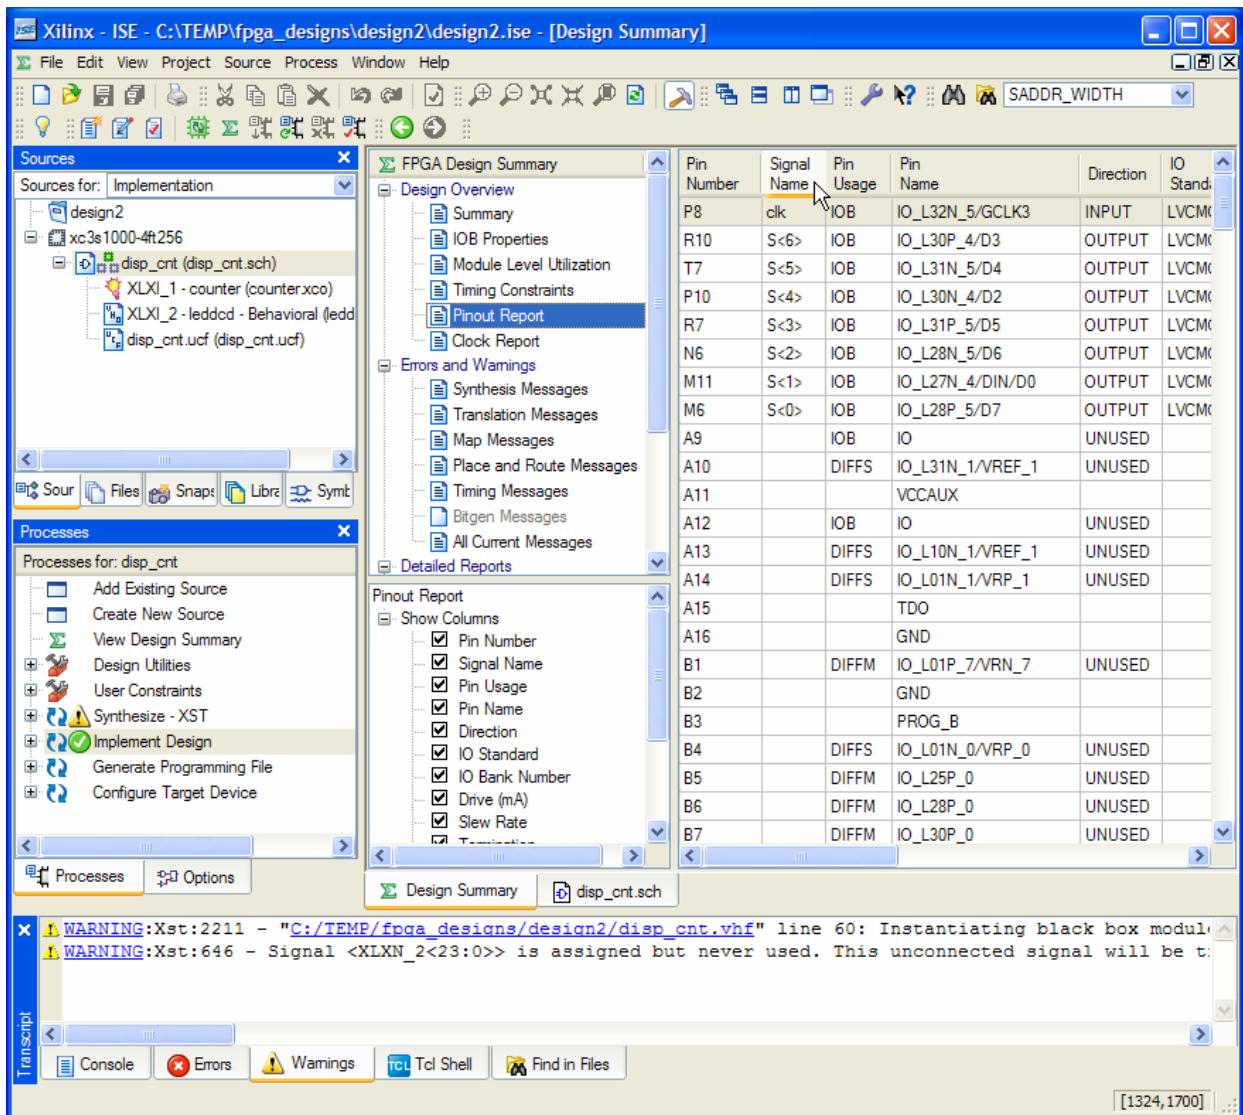 Xilinx - ISE - C:\TEMP\fpga_designs\design2\design2.ise - [Design Summary]
File Edit View Project Source Process Window Help
SADDR_WIDTH
Sources
Sources for: Implementation
design2
xc3s1000-4ft256
disp_cnt (disp_cnt.sch)
XLXI_1 - counter (counter.xco)
XLXI_2 - leddcd - Behavioral (ledd
disp_cnt.ucf (disp_cnt.ucf)
Sour Files Snaps Libra Symb
Processes
Processes for: disp_cnt
Add Existing Source
Create New Source
View Design Summary
Design Utilities
User Constraints
Synthesize - XST
Implement Design
Generate Programming File
Configure Target Device
Processes Options
FPGA Design Summary
Design Overview
Summary
IOB Properties
Module Level Utilization
Timing Constraints
Pinout Report
Clock Report
Errors and Warnings
Synthesis Messages
Translation Messages
Map Messages
Place and Route Messages
Timing Messages
Bitgen Messages
All Current Messages
Detailed Reports
Pinout Report
Show Columns
Pin Number
Signal Name
Pin Usage
Pin Name
Direction
IO Standard
IO Bank Number
Drive (mA)
Slew Rate
Termination
Pin Number Signal Name Pin Usage Pin Name Direction IO Standa
P8 clk IOB IO_L32N_5/GCLK3 INPUT LVCMO
R10 S<6> IOB IO_L30P_4/D3 OUTPUT LVCMO
T7 S<5> IOB IO_L31N_5/D4 OUTPUT LVCMO
P10 S<4> IOB IO_L30N_4/D2 OUTPUT LVCMO
R7 S<3> IOB IO_L31P_5/D5 OUTPUT LVCMO
N6 S<2> IOB IO_L28N_5/D6 OUTPUT LVCMO
M11 S<1> IOB IO_L27N_4/DIN/D0 OUTPUT LVCMO
M6 S<0> IOB IO_L28P_5/D7 OUTPUT LVCMO
A9 IOB IO UNUSED
A10 DIFFS IO_L31N_1/VREF_1 UNUSED
A11 VCCAUX
A12 IOB IO UNUSED
A13 DIFFS IO_L10N_1/VREF_1 UNUSED
A14 DIFFS IO_L01N_1/VRP_1 UNUSED
A15 TDO
A16 GND
B1 DIFFM IO_L01P_7/VRN_7 UNUSED
B2 GND
B3 PROG_B
B4 DIFFS IO_L01N_0/VRP_0 UNUSED
B5 DIFFM IO_L25P_0 UNUSED
B6 DIFFM IO_L28P_0 UNUSED
B7 DIFFM IO_L30P_0 UNUSED
Design Summary disp_cnt.sch
WARNING:Xst:2211 - "C:/TEMP/fpga_designs/design2/disp_cnt.vhf" line 60: Instantiating black box modul
WARNING:Xst:646 - Signal <XLXN_2<23:0>> is assigned but never used. This unconnected signal will be t
Transcript
Console Errors Warnings Tcl Shell Find in Files
[1324,1700]